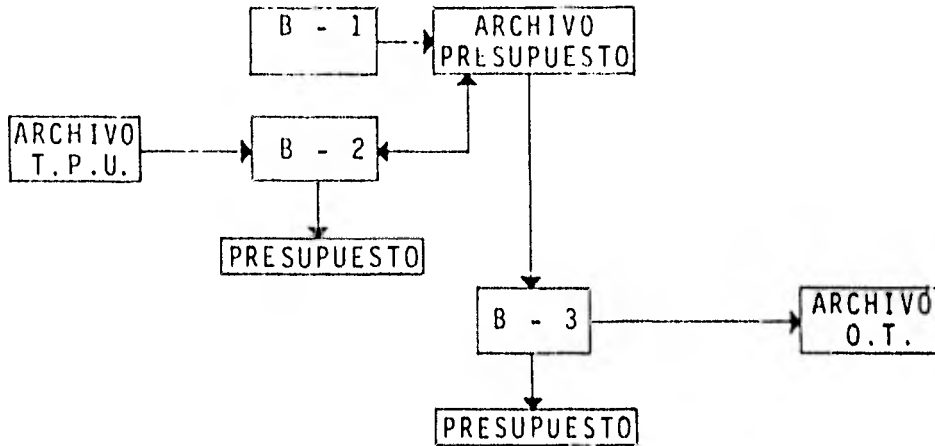 B - 1
ARCHIVO
PRESUPUESTO
ARCHIVO
T.P.U.
B - 2
PRESUPUESTO
B - 3
ARCHIVO
O.T.
PRESUPUESTO